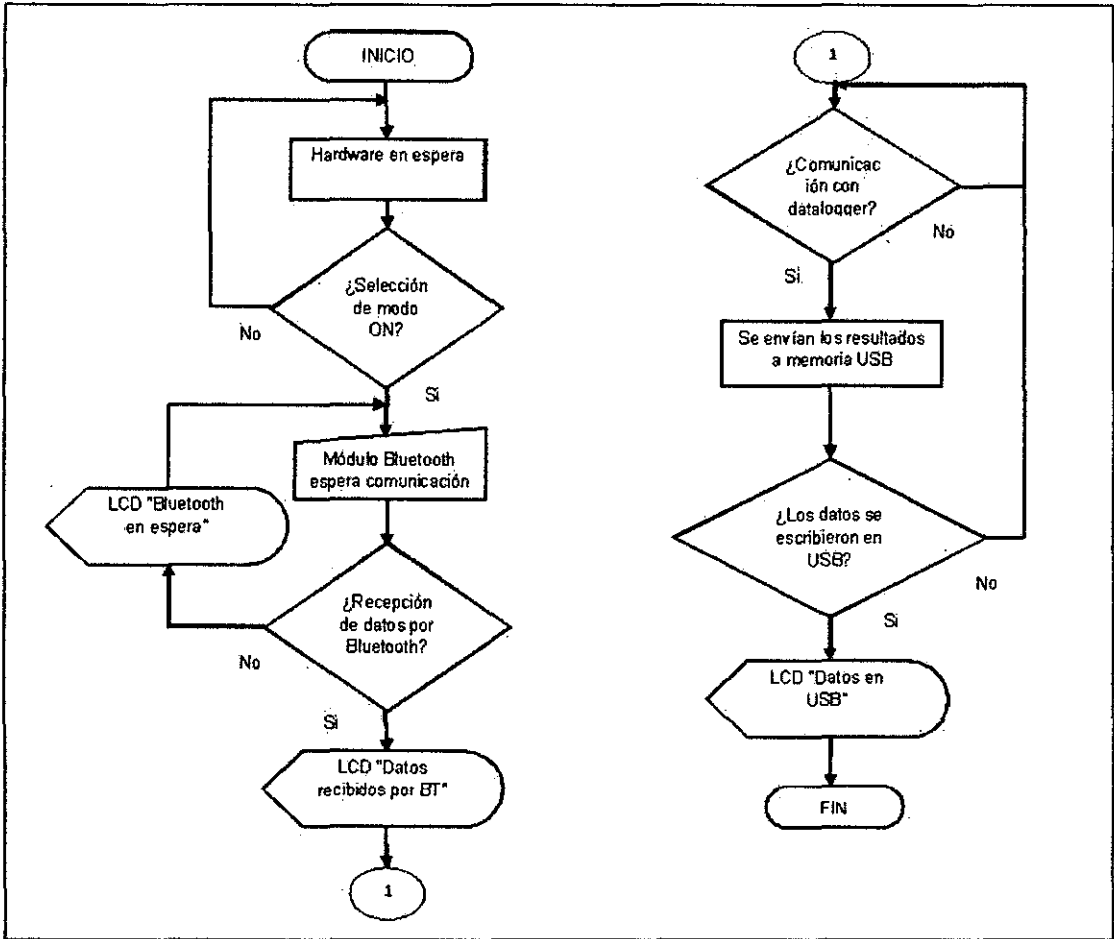 INICIO
Hardware en espera
¿Selección
de modo
ON?
No
Si
Módulo Bluetooth
espera comunicación
LCD "Bluetooth
en espera"
¿Recepción
de datos por
Bluetooth?
No
Si
LCD "Datos
recibidos por BT"
1
1
¿Comunicac
ión con
datalogger?
No
Si
Se envían los resultados
a memoria USB
¿Los datos se
escribieron en
USB?
No
Si
LCD "Datos en
USB"
FIN